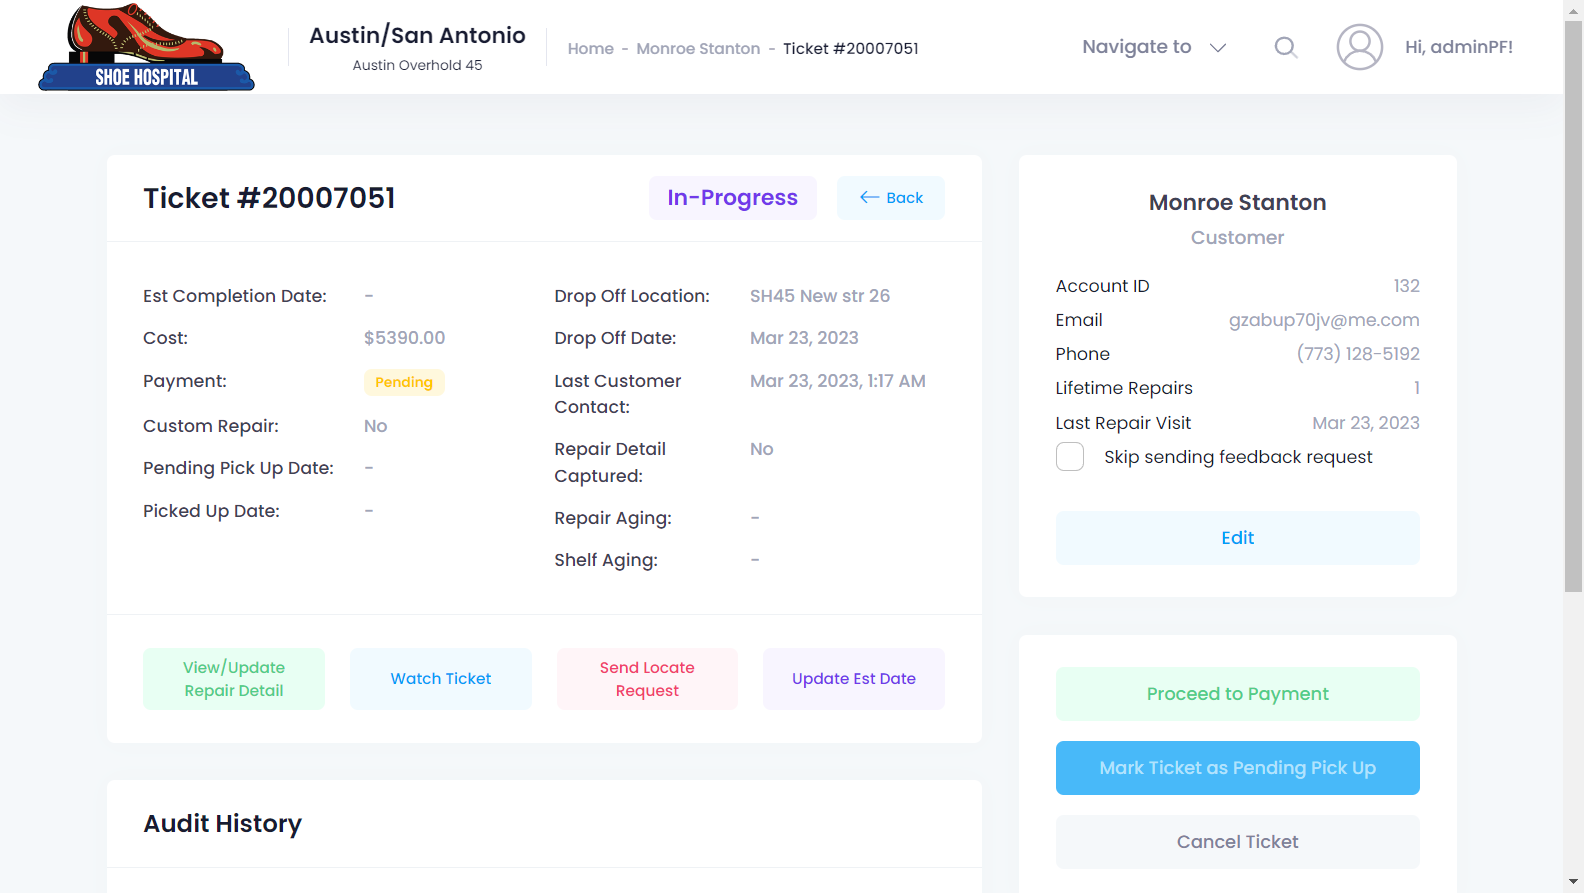 SHOE HOSPITAL
Austin/San Antonio
Austin Overhold 45
Home - Monroe Stanton - Ticket #20007051
Navigate to
Hi, adminPF!
Ticket #20007051
In-Progress
Back
Est Completion Date: -
Cost: $5390.00
Payment: Pending
Custom Repair: No
Pending Pick Up Date: -
Picked Up Date: -
Drop Off Location: SH45 New str 26
Drop Off Date: Mar 23, 2023
Last Customer Mar 23, 2023, 1:17 AM
Contact:
Repair Detail No
Captured:
Repair Aging: -
Shelf Aging: -
View/Update
Repair Detail
Watch Ticket
Send Locate
Request
Update Est Date
Audit History
Monroe Stanton
Customer
Account ID 132
Email gzabup70jv@me.com
Phone (773) 128-5192
Lifetime Repairs 1
Last Repair Visit Mar 23, 2023
Skip sending feedback request
Edit
Proceed to Payment
Mark Ticket as Pending Pick Up
Cancel Ticket